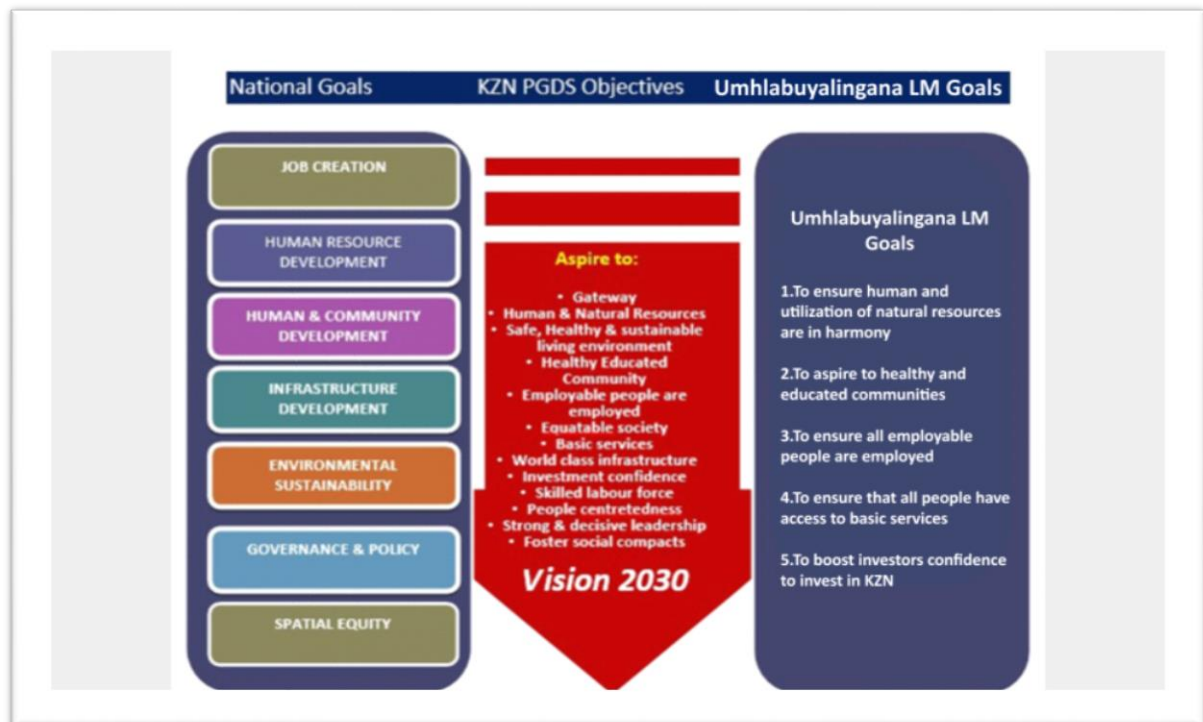 National Goals
KZN PGDS Objectives
Umhlabuyalingana LM Goals
JOB CREATION
HUMAN RESOURCE
DEVELOPMENT
HUMAN & COMMUNITY
DEVELOPMENT
INFRASTRUCTURE
DEVELOPMENT
ENVIRONMENTAL
SUSTAINABILITY
GOVERNANCE & POLICY
SPATIAL EQUITY
Aspire to:
• Gateway
• Human & Natural Resources
• Safe, Healthy & sustainable
living environment
• Healthy Educated
Community
• Employable people are
employed
• Equatable society
• Basic services
• World class infrastructure
• Investment confidence
• Skilled labour force
• People centretedness
• Strong & decisive leadership
• Foster social compacts
Vision 2030
Umhlabuyalingana LM
Goals
1.To ensure human and
utilization of natural resources
are in harmony
2.To aspire to healthy and
educated communities
3.To ensure all employable
people are employed
4.To ensure that all people have
access to basic services
5.To boost investors confidence
to invest in KZN